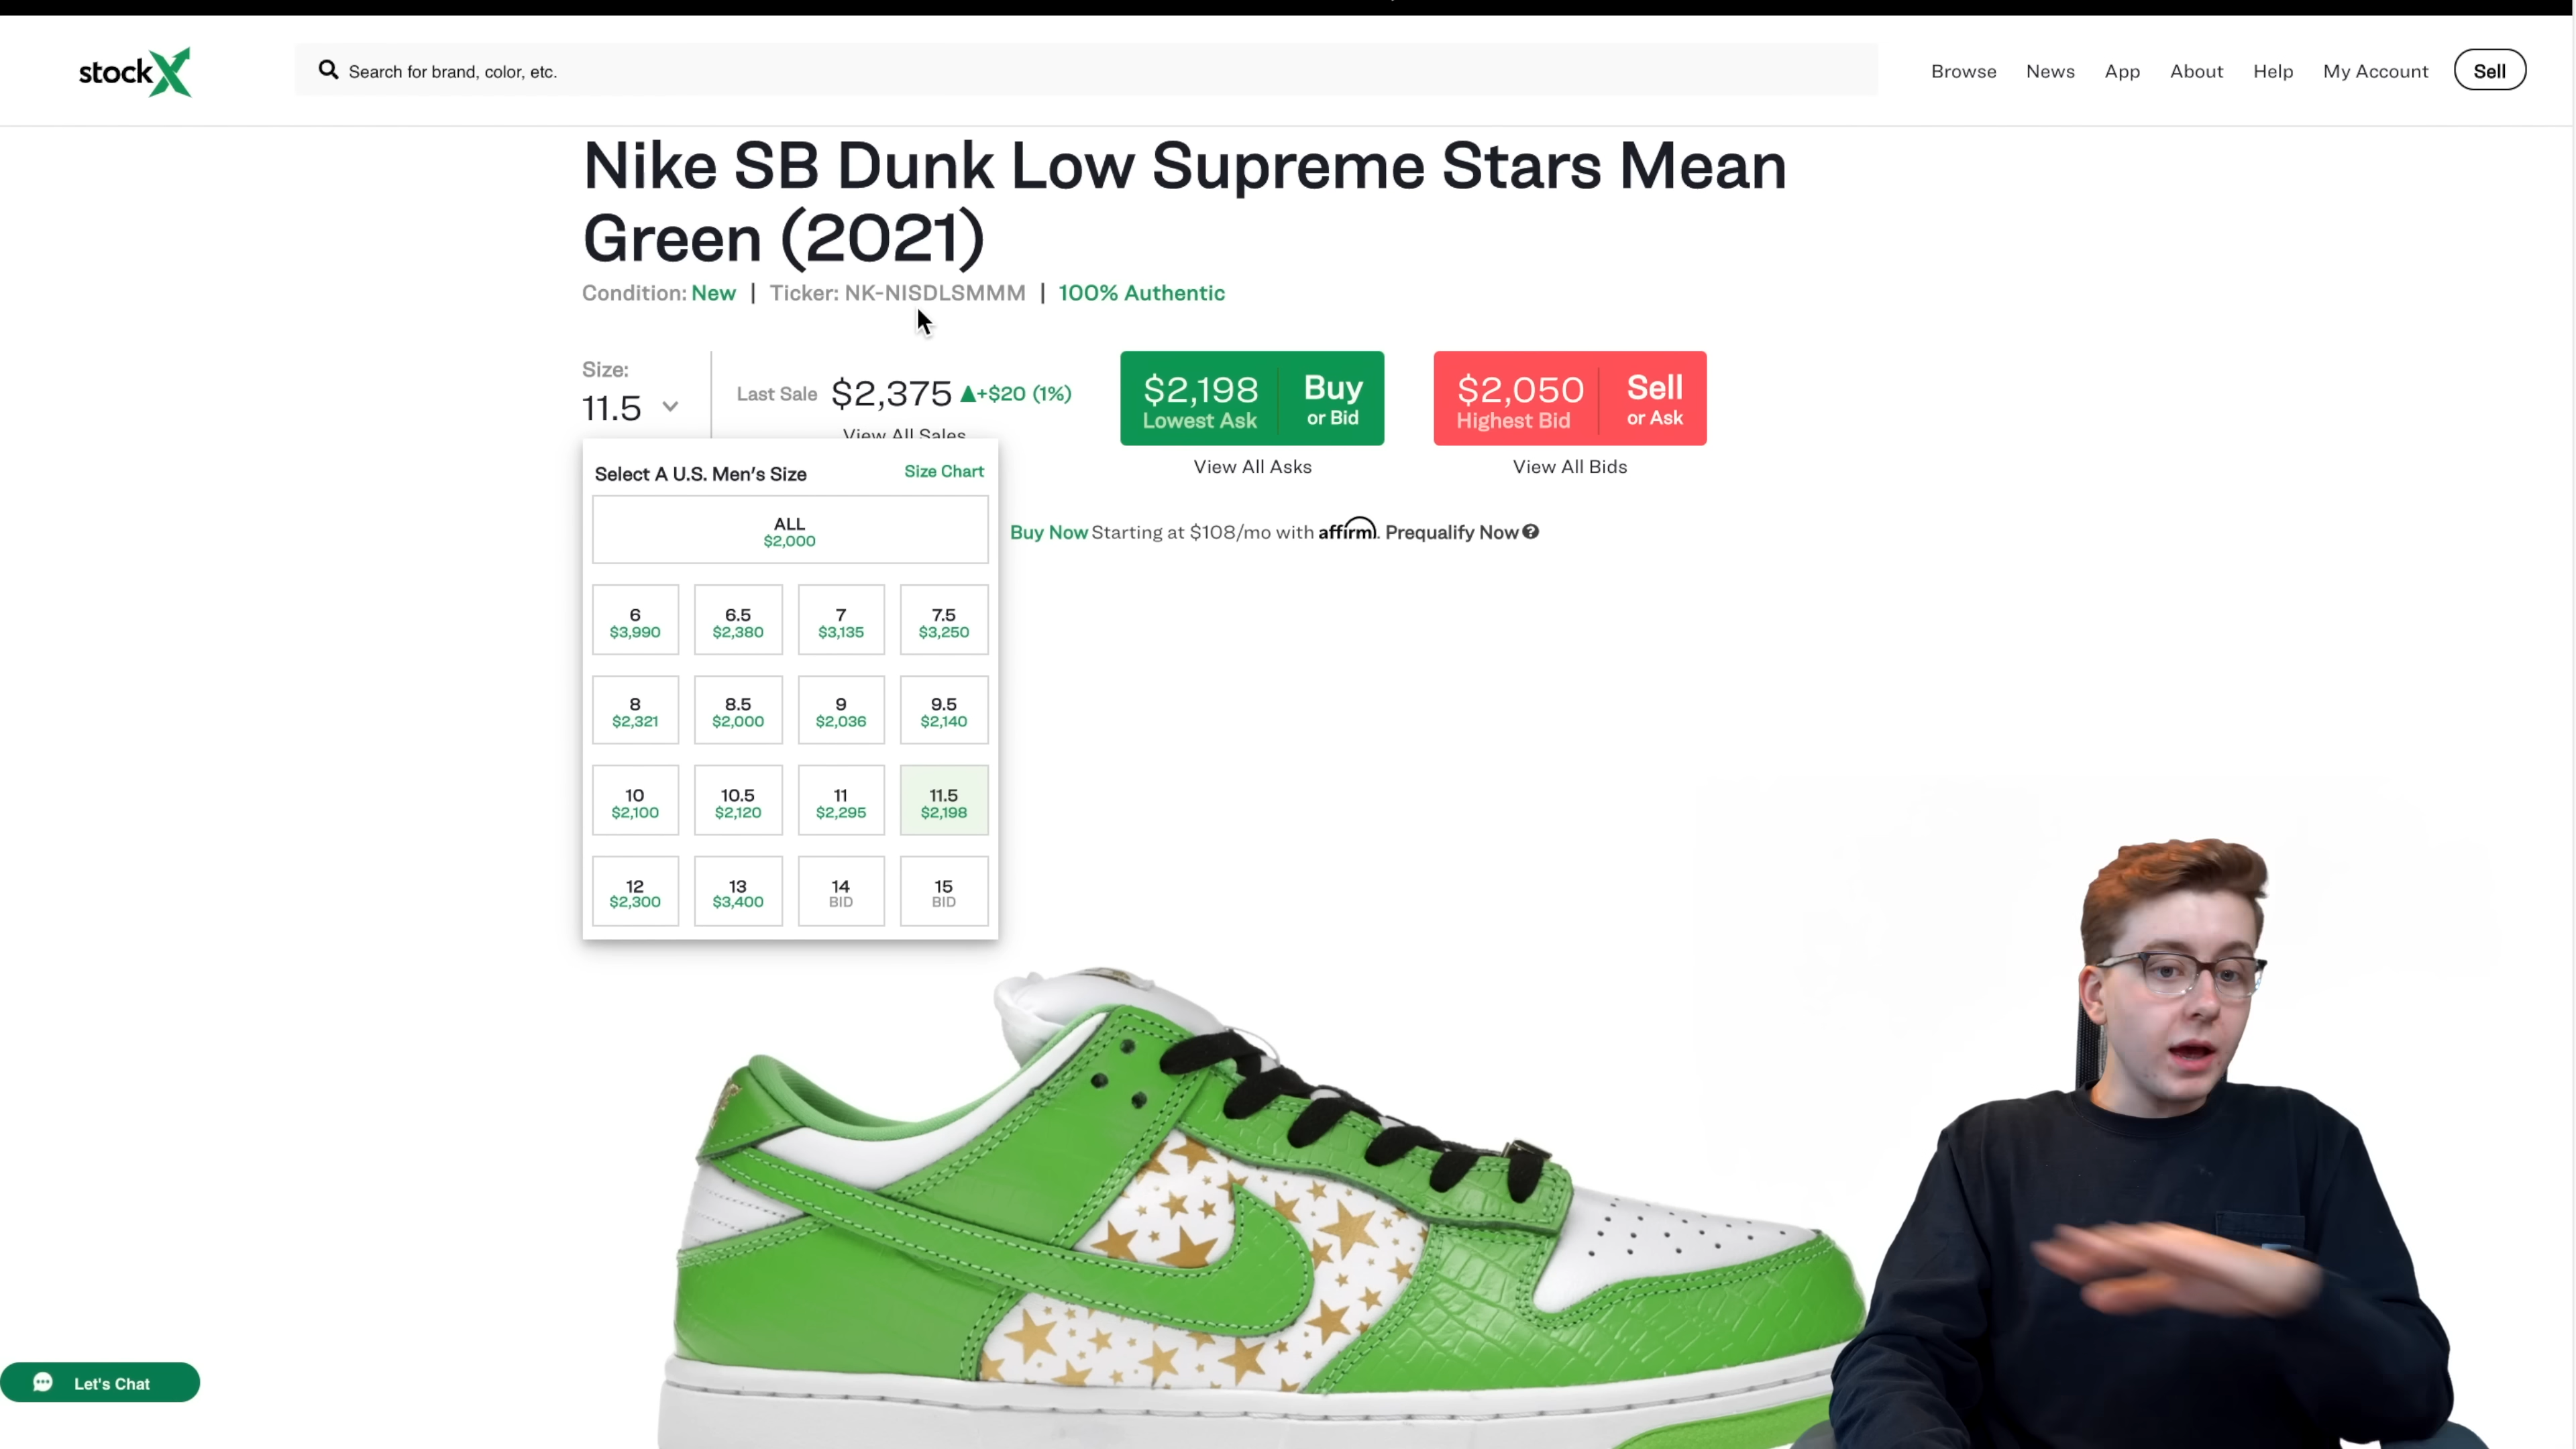 stockX
Search for brand, color, etc.
Browse News App About Help My Account Sell
Nike SB Dunk Low Supreme Stars Mean
Green (2021)
Condition: New | Ticker: NK-NISDLSMMM | 100% Authentic
Size:
11.5
Last Sale $2,375 ▲+$20 (1%)
View All Sales
$2,198 Buy
Lowest Ask or Bid
View All Asks
$2,050 Sell
Highest Bid or Ask
View All Bids
Buy Now Starting at $108/mo with affirm. Prequalify Now
Select A U.S. Men's Size Size Chart
ALL
$2,000
6 6.5 7 7.5
$3,990 $2,380 $3,135 $3,250
8 8.5 9 9.5
$2,321 $2,000 $2,036 $2,140
10 10.5 11 11.5
$2,100 $2,120 $2,295 $2,198
12 13 14 15
$2,300 $3,400 BID BID
Let's Chat